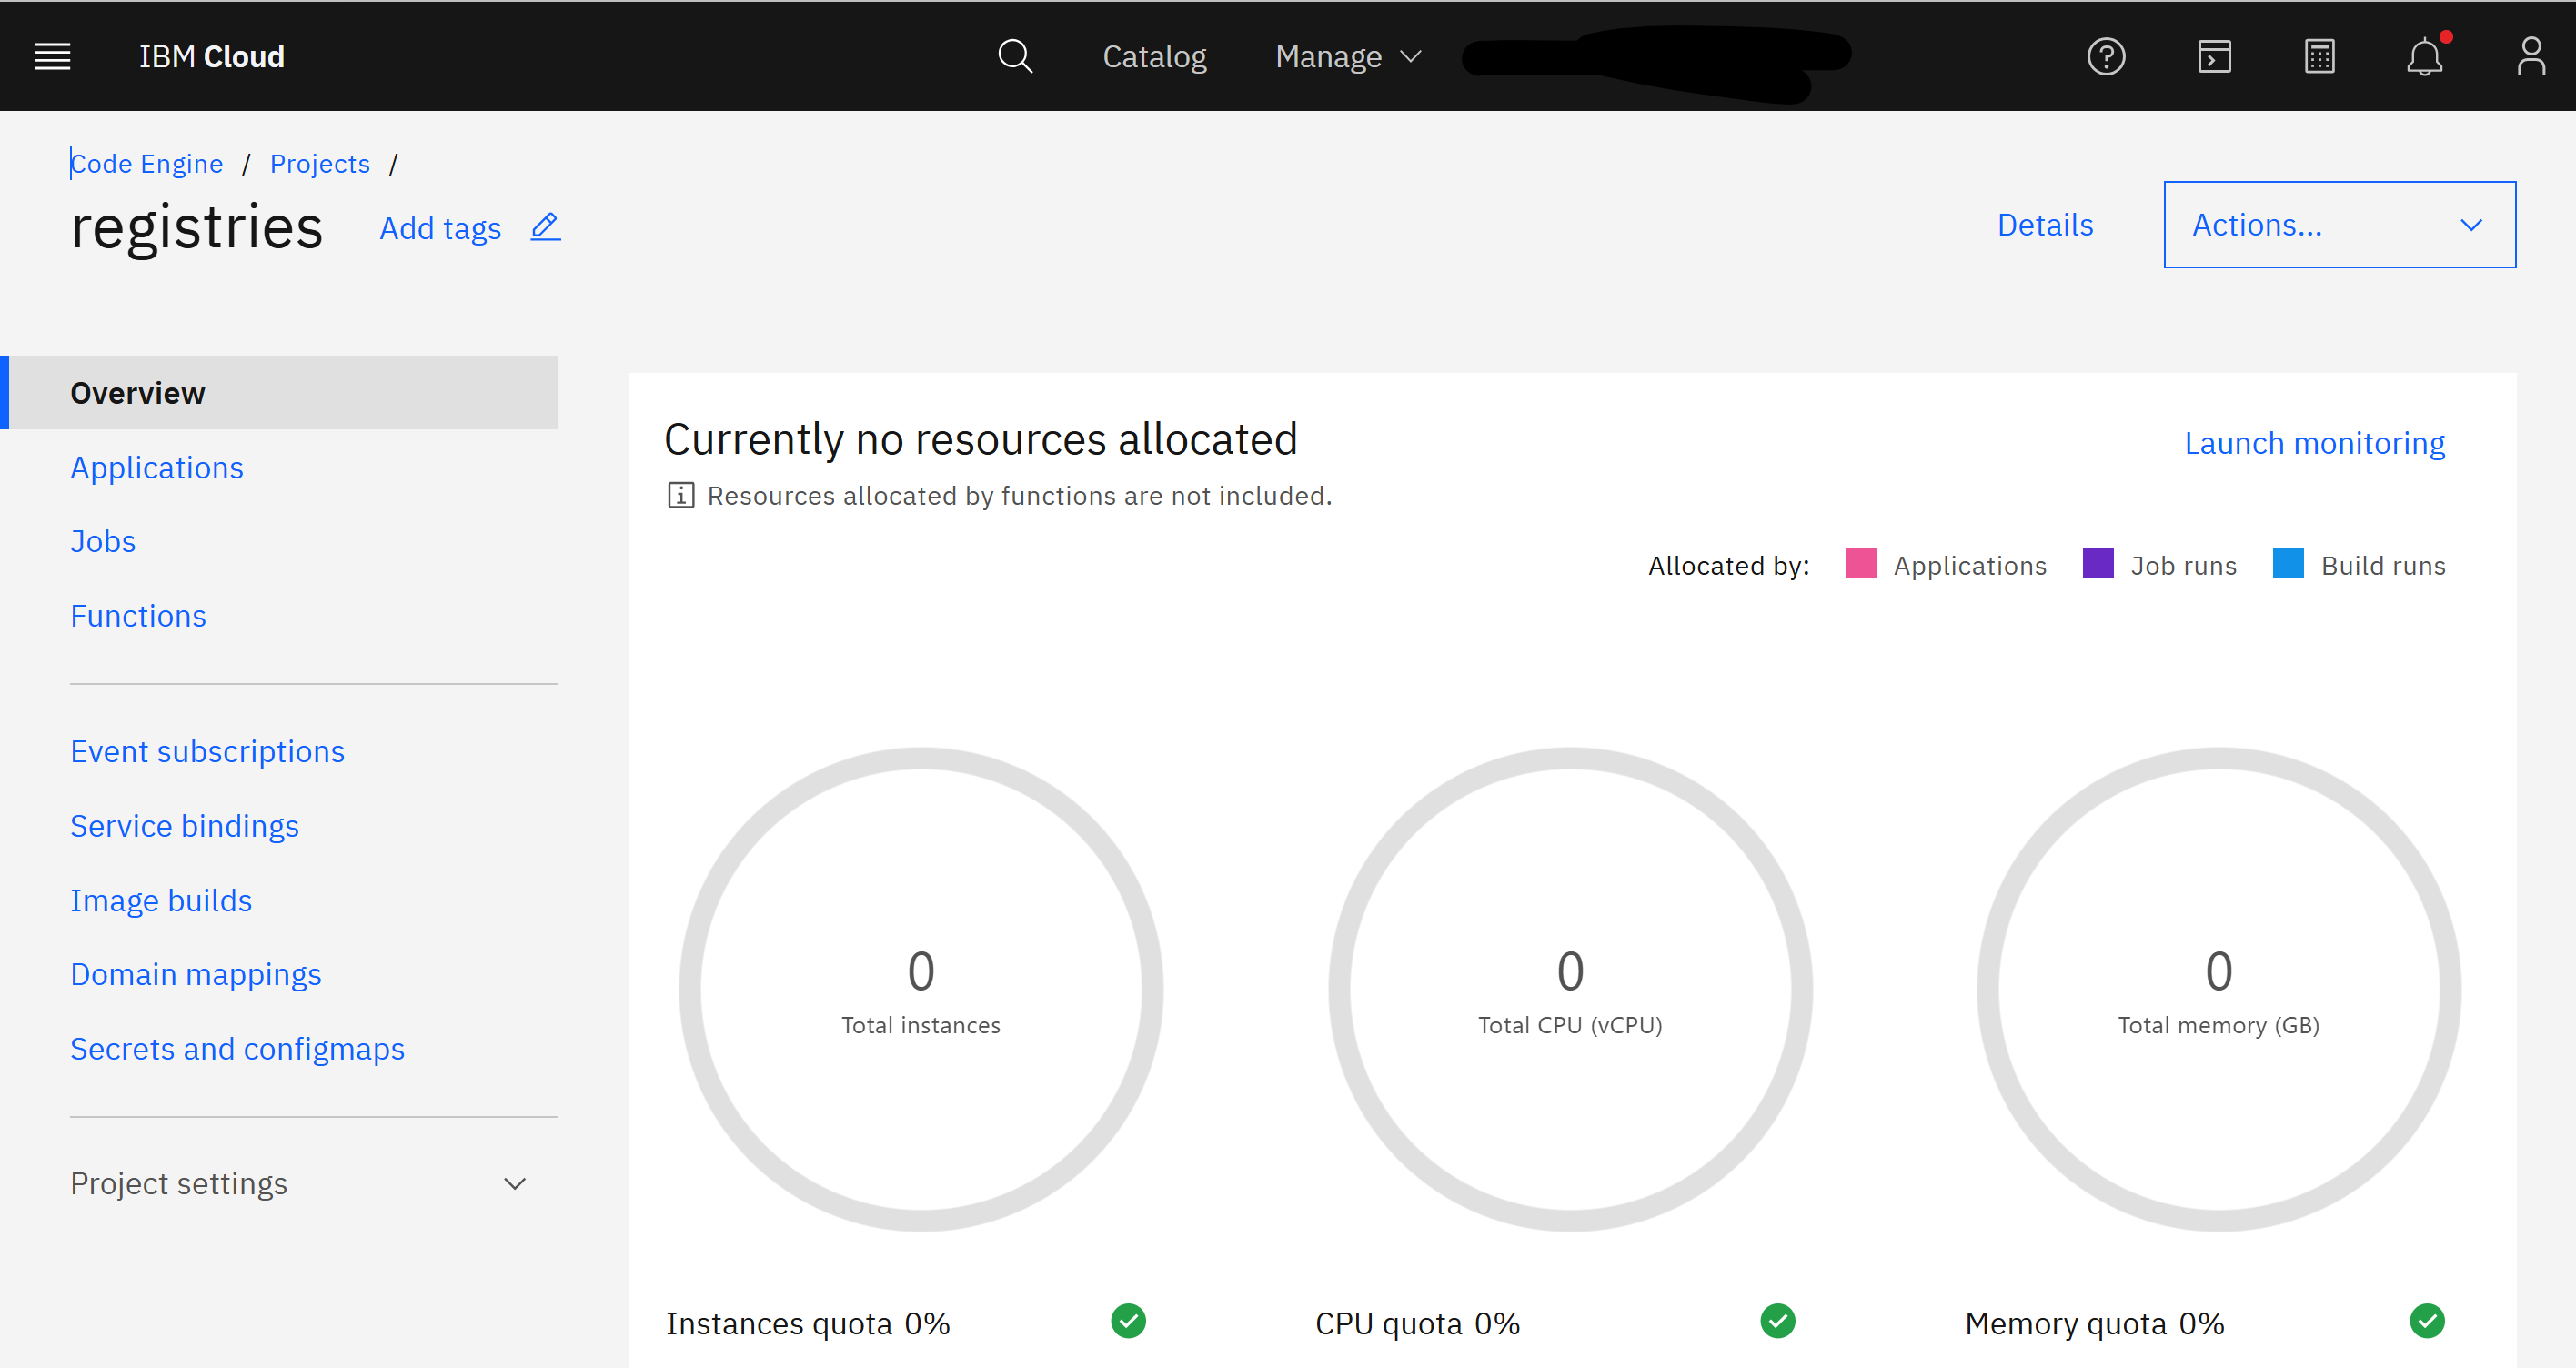 IBM Cloud
Catalog
Manage
Code Engine / Projects /
registries
Add tags
Details
Actions...
Overview
Applications
Jobs
Functions
Event subscriptions
Service bindings
Image builds
Domain mappings
Secrets and configmaps
Project settings
Currently no resources allocated
Launch monitoring
Resources allocated by functions are not included.
Allocated by: Applications Job runs Build runs
0
Total instances
0
Total CPU (vCPU)
0
Total memory (GB)
Instances quota 0%
CPU quota 0%
Memory quota 0%